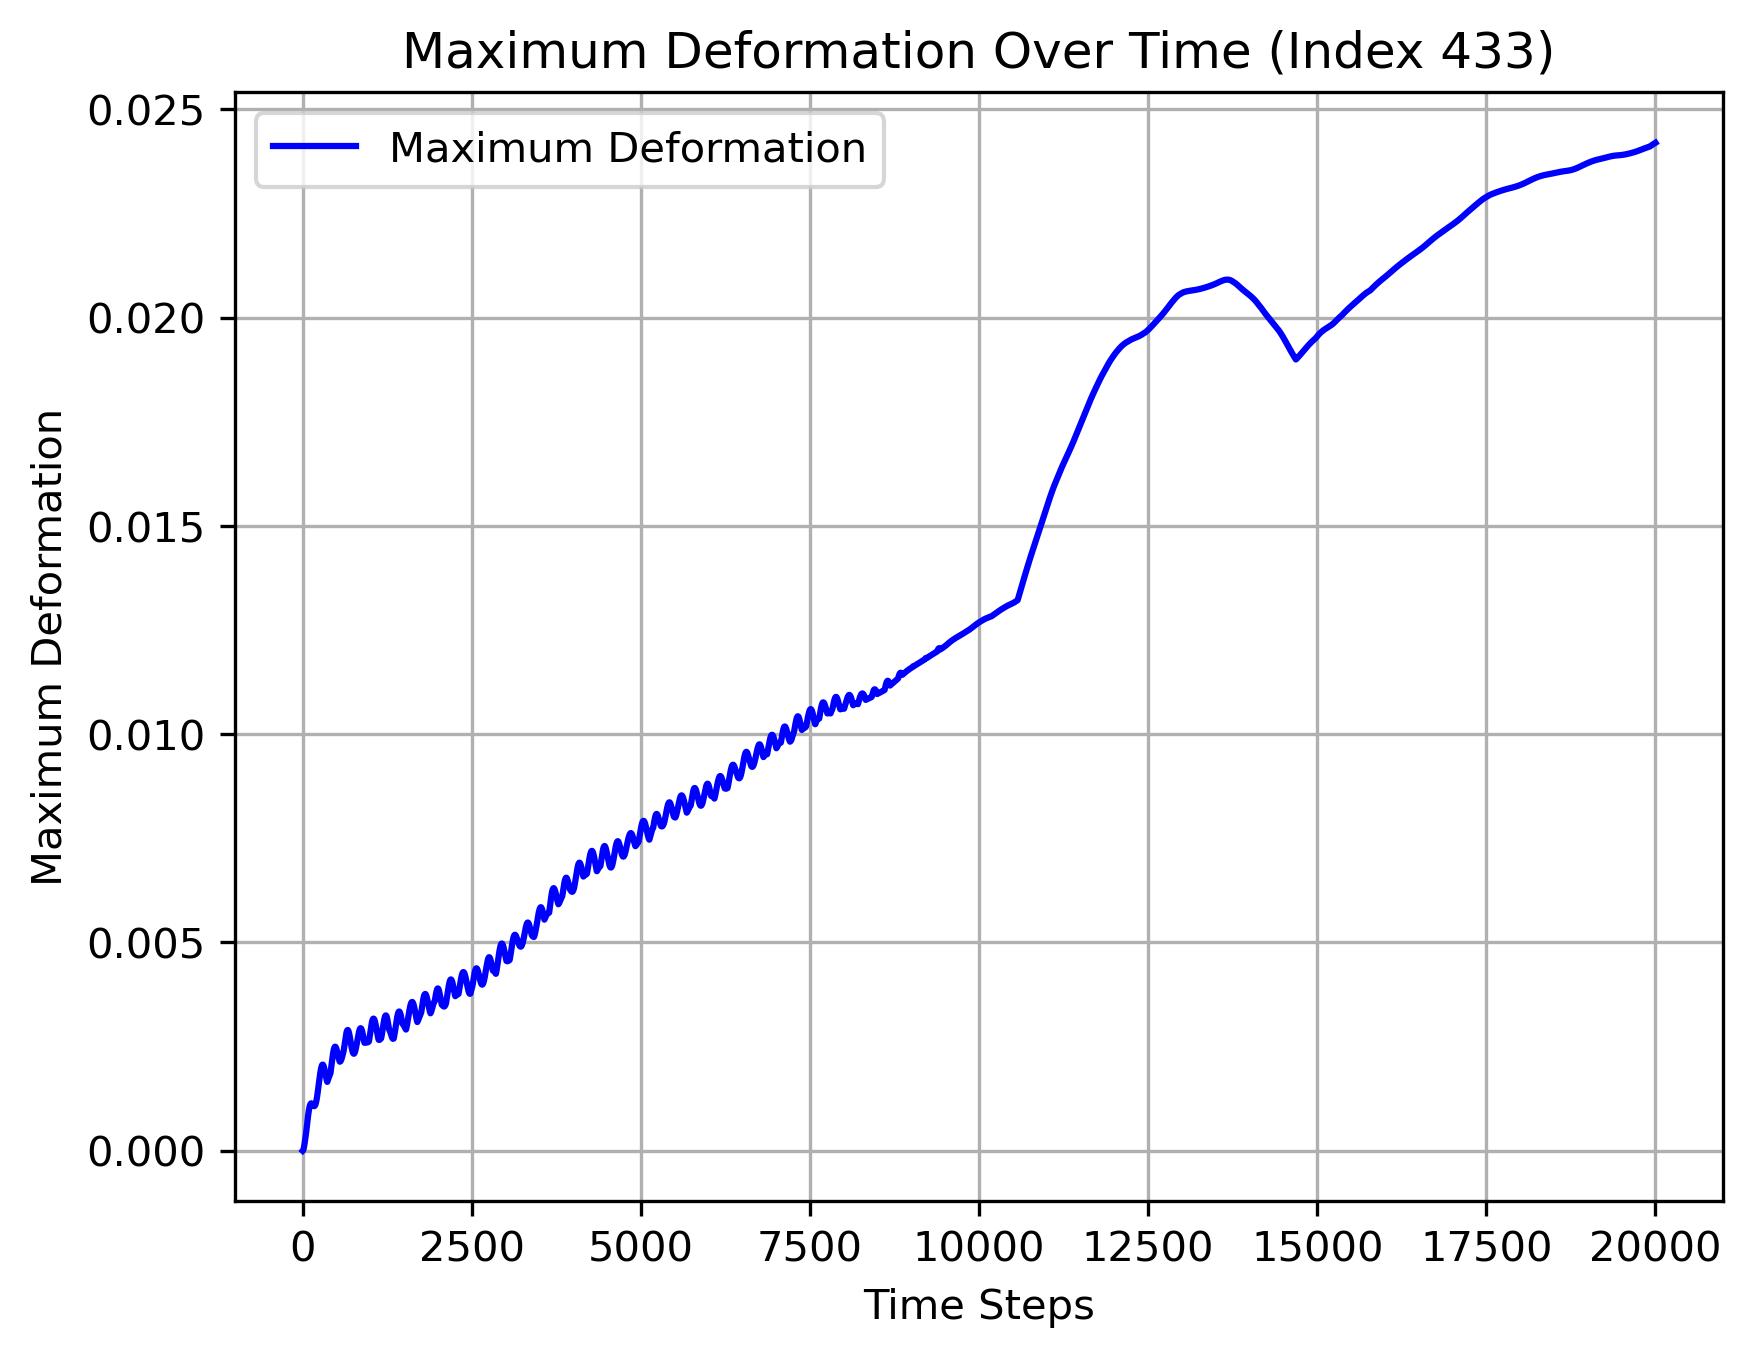 Maximum Deformation Over Time (Index 433)
Maximum Deformation
0.025
0.020
0.015
0.010
0.005
0.000
Maximum Deformation
0 2500 5000 7500 10000 12500 15000 17500 20000
Time Steps